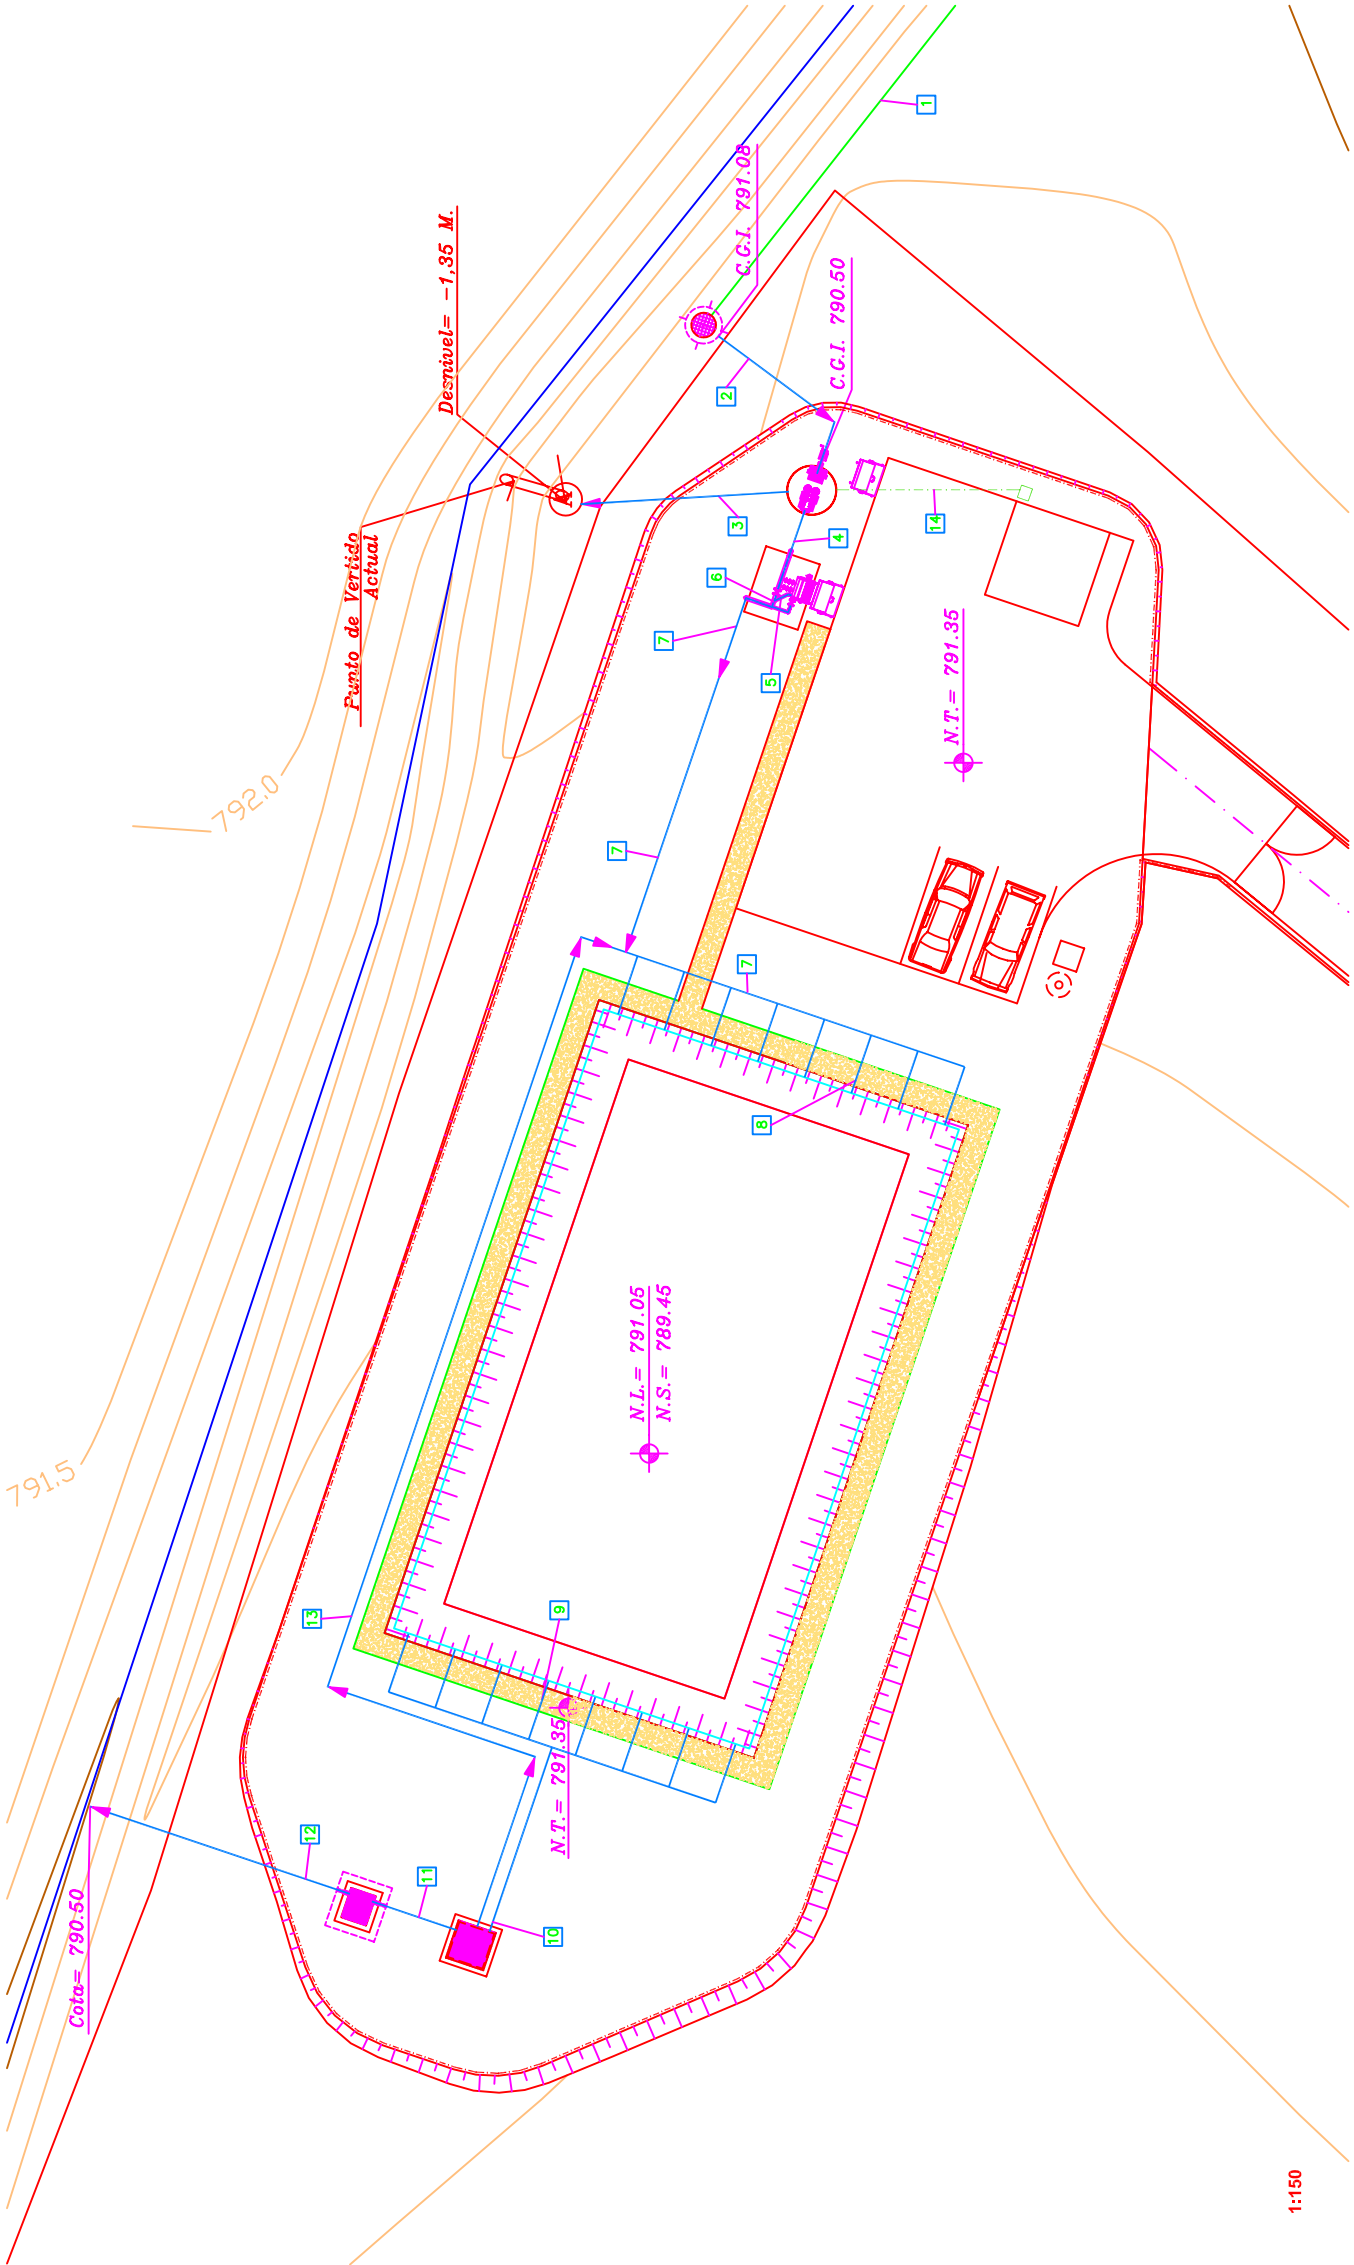 1
C.G.I. 791.08
Desnivel= -1,35 M.
C.G.I. 790.50
2
Punto de Vertido
Actual
3
14
4
6
7
5
N.T.= 791.35
792.0
7
7
8
N.L.= 791.05
N.S.= 789.45
791.5
13
9
N.T.= 791.35
12
11
10
Cota= 790.50
1:150